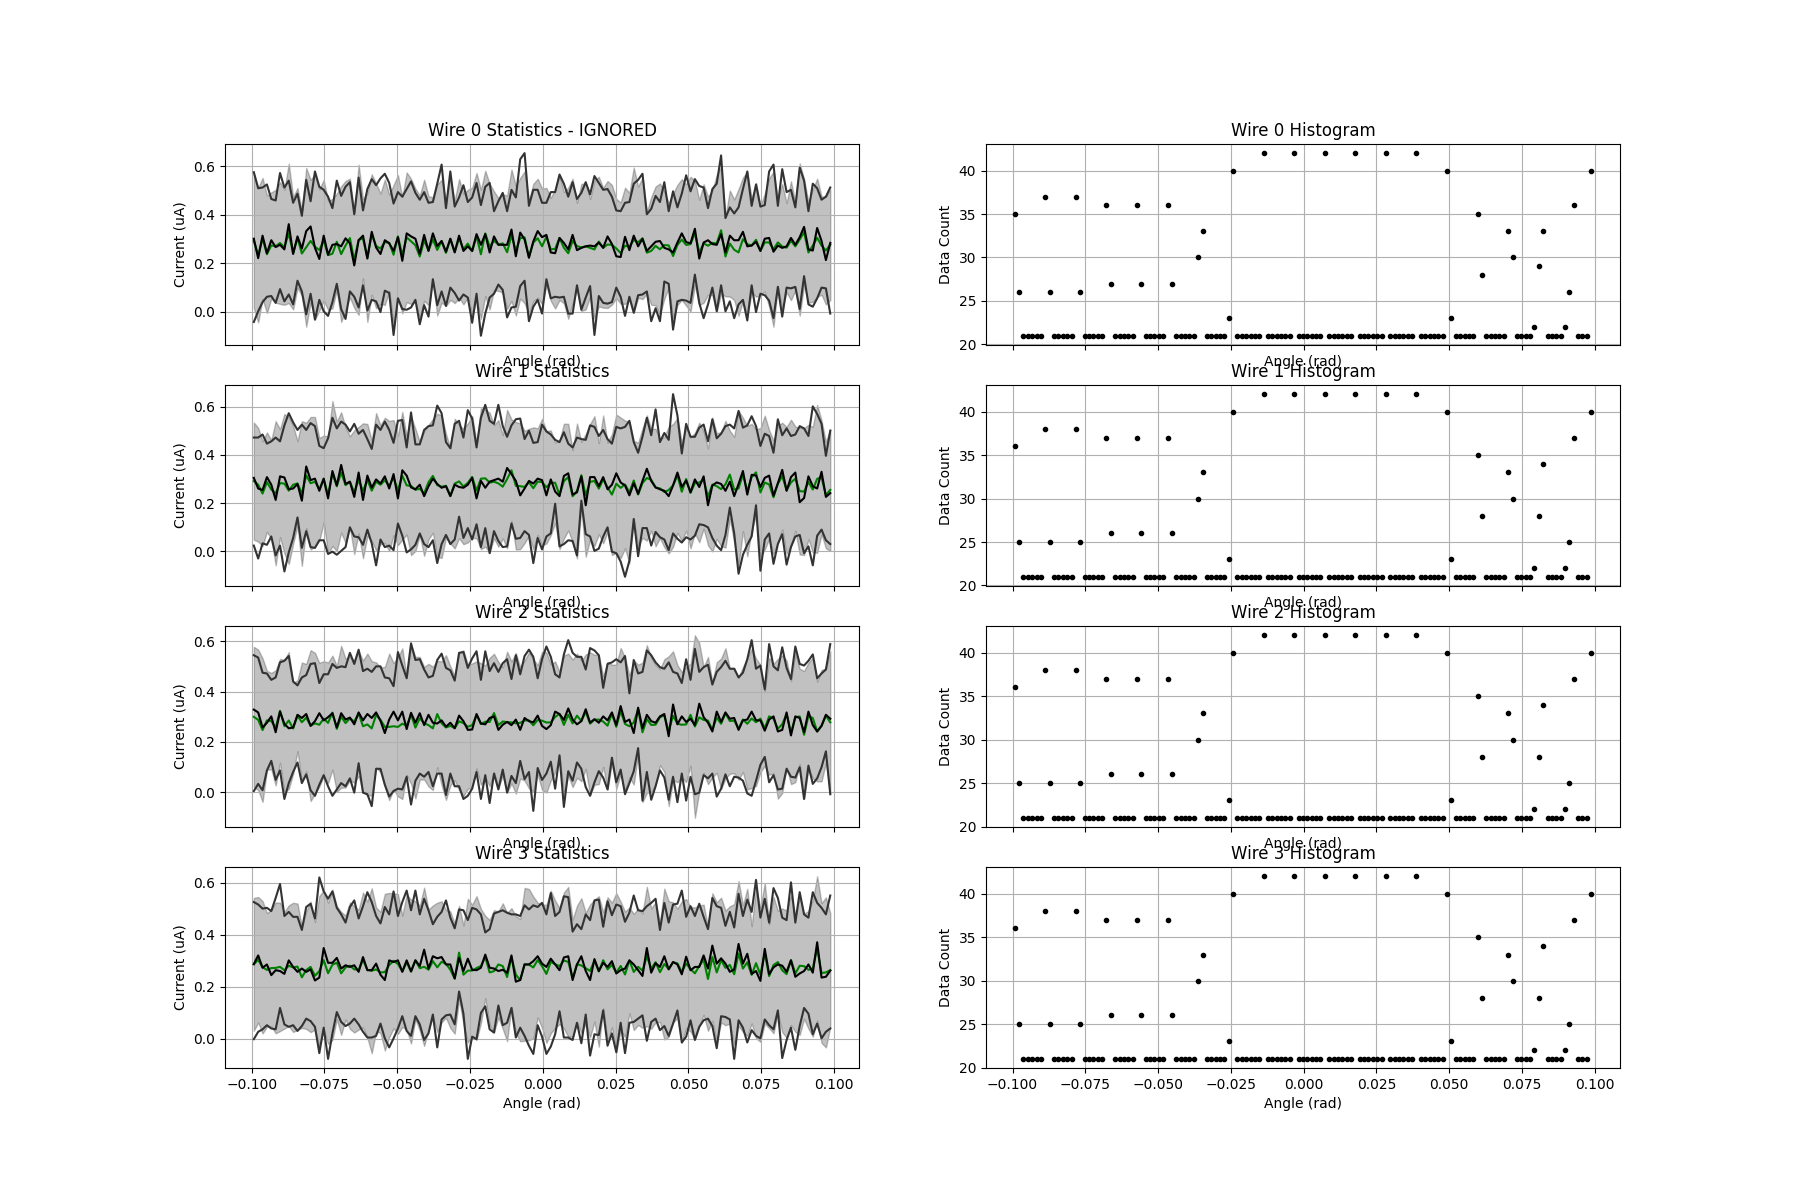 Wire 0 Statistics - IGNORED
Current (uA)
0.6
0.4
0.2
0.0
Angle (rad)
Wire 0 Histogram
Data Count
40
35
30
25
20
Angle (rad)
Wire 1 Statistics
Current (uA)
0.6
0.4
0.2
0.0
Angle (rad)
Wire 1 Histogram
Data Count
40
35
30
25
20
Angle (rad)
Wire 2 Statistics
Current (uA)
0.6
0.4
0.2
0.0
Angle (rad)
Wire 2 Histogram
Data Count
40
35
30
25
20
Angle (rad)
Wire 3 Statistics
Current (uA)
0.6
0.4
0.2
0.0
−0.100 −0.075 −0.050 −0.025 0.000 0.025 0.050 0.075 0.100
Angle (rad)
Wire 3 Histogram
Data Count
40
35
30
25
20
−0.100 −0.075 −0.050 −0.025 0.000 0.025 0.050 0.075 0.100
Angle (rad)